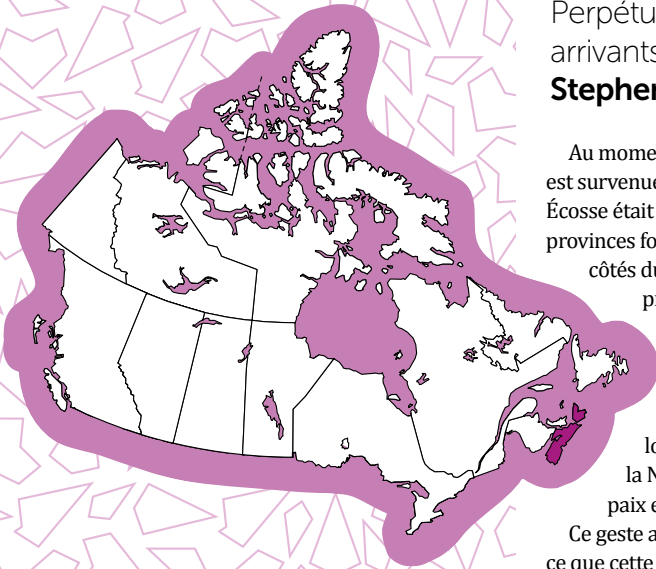 Perpétu
arrivants
Stephen
Au mome
est survenue
Écosse était
provinces fo
côtés du
pr
lo
la N
paix e
Ce geste a
ce que cette